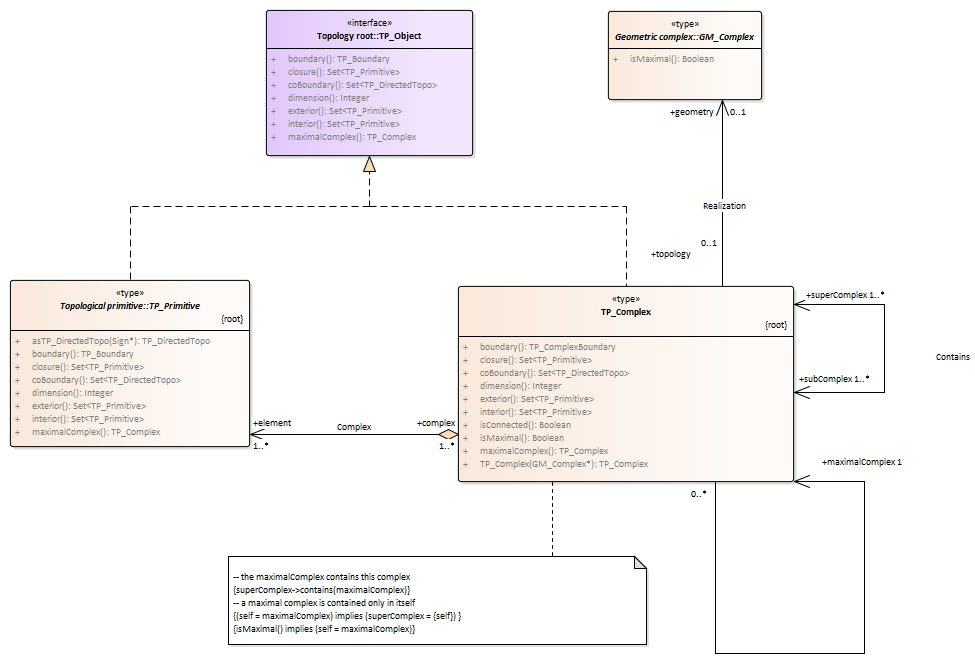 «interface»
Topology root::TP_Object
+ boundary(): TP_Boundary
+ closure(): Set<TP_Primitive>
+ coBoundary(): Set<TP_DirectedTopo>
+ dimension(): Integer
+ exterior(): Set<TP_Primitive>
+ interior(): Set<TP_Primitive>
+ maximalComplex(): TP_Complex
«type»
Geometric complex::GM_Complex
+ isMaximal(): Boolean
+geometry 0..1
Realization
0..1
+topology
«type»
Topological primitive::TP_Primitive
{root}
+ asTP_DirectedTopo(Sign*): TP_DirectedTopo
+ boundary(): TP_Boundary
+ closure(): Set<TP_Primitive>
+ coBoundary(): Set<TP_DirectedTopo>
+ dimension(): Integer
+ exterior(): Set<TP_Primitive>
+ interior(): Set<TP_Primitive>
+ maximalComplex(): TP_Complex
+element
1..*
Complex
+complex
1..*
«type»
TP_Complex
{root}
+ boundary(): TP_ComplexBoundary
+ closure(): Set<TP_Primitive>
+ coBoundary(): Set<TP_DirectedTopo>
+ dimension(): Integer
+ exterior(): Set<TP_Primitive>
+ interior(): Set<TP_Primitive>
+ isConnected(): Boolean
+ isMaximal(): Boolean
+ maximalComplex(): TP_Complex
+ TP_Complex(GM_Complex*): TP_Complex
+superComplex 1..*
Contains
+subComplex 1..*
+maximalComplex 1
0..*
-- the maximalComplex contains this complex
{superComplex->contains(maximalComplex)}
-- a maximal complex is contained only in itself
{(self = maximalComplex) implies (superComplex = {self}) }
{isMaximal() implies (self = maximalComplex)}